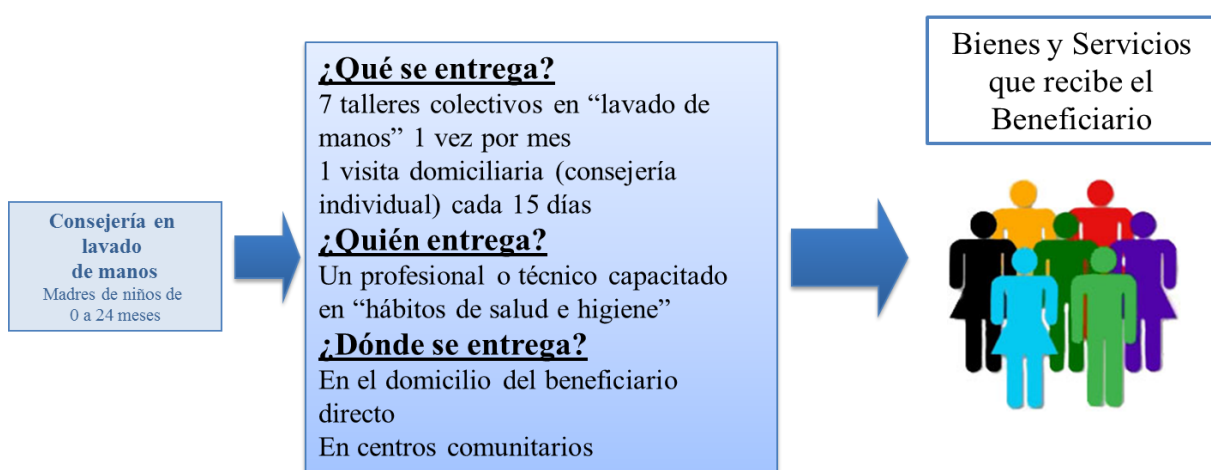 Consejería en
lavado
de manos
Madres de niños de
0 a 24 meses
¿Qué se entrega?
7 talleres colectivos en “lavado de
manos” 1 vez por mes
1 visita domiciliaria (consejería
individual) cada 15 días
¿Quién entrega?
Un profesional o técnico capacitado
en “hábitos de salud e higiene”
¿Dónde se entrega?
En el domicilio del beneficiario
directo
En centros comunitarios
Bienes y Servicios
que recibe el
Beneficiario